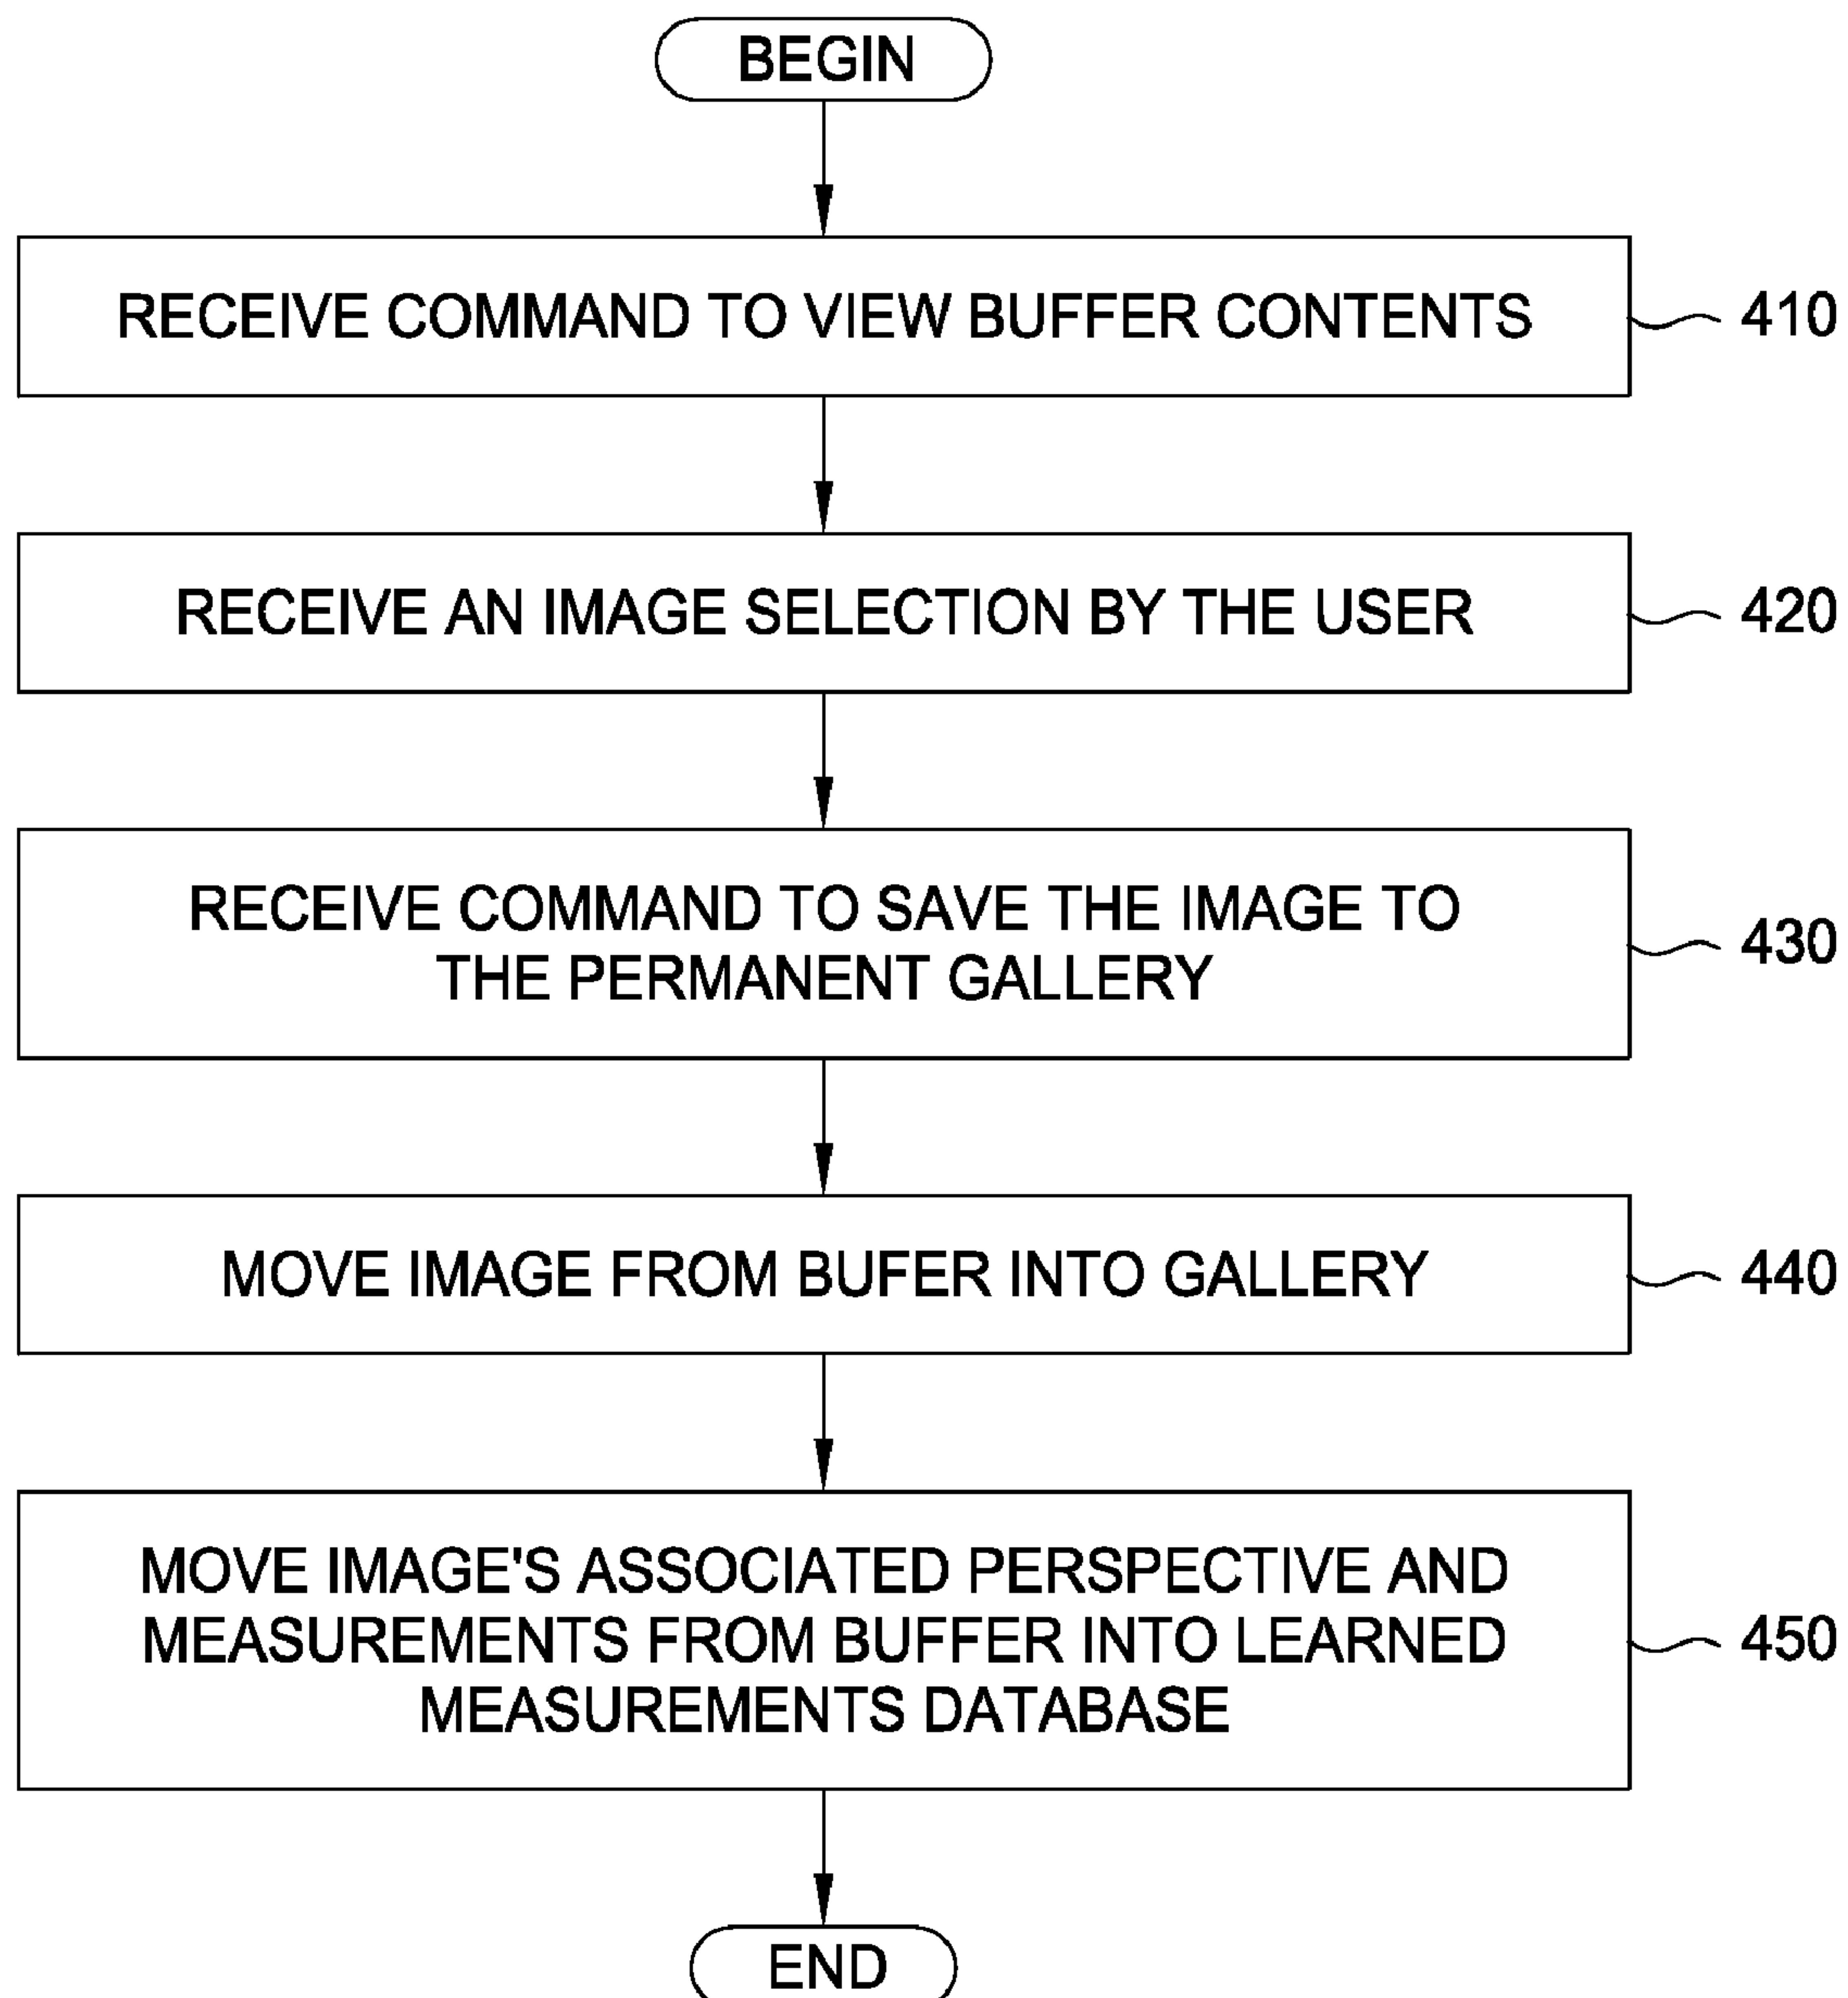 BEGIN
RECEIVE COMMAND TO VIEW BUFFER CONTENTS
410
RECEIVE AN IMAGE SELECTION BY THE USER
420
RECEIVE COMMAND TO SAVE THE IMAGE TO
THE PERMANENT GALLERY
430
MOVE IMAGE FROM BUFER INTO GALLERY
440
MOVE IMAGE'S ASSOCIATED PERSPECTIVE AND
MEASUREMENTS FROM BUFFER INTO LEARNED
MEASUREMENTS DATABASE
450
END